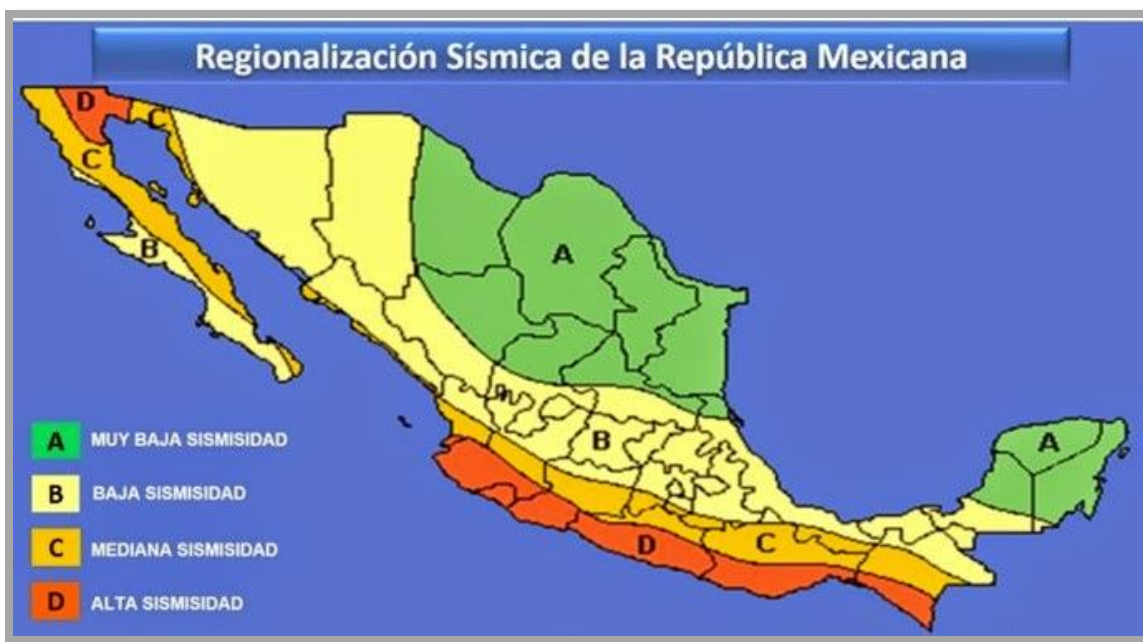 Regionalización Sísmica de la República Mexicana
D
C
C
B
A
A
B
C
D
A MUY BAJA SISMISIDAD
B BAJA SISMISIDAD
C MEDIANA SISMISIDAD
D ALTA SISMISIDAD